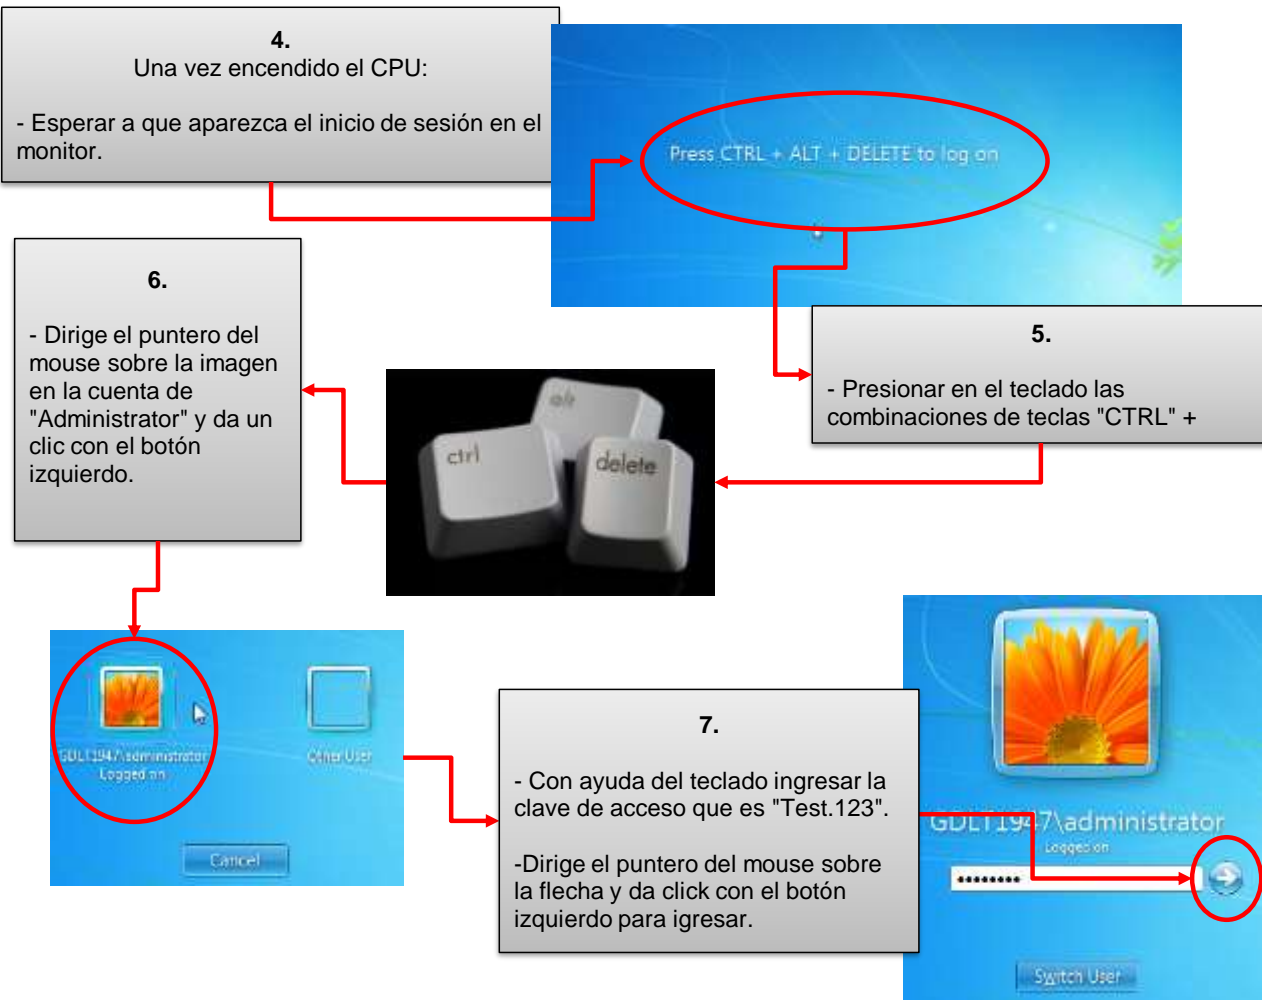 4.
Una vez encendido el CPU:
- Esperar a que aparezca el inicio de sesión en el
monitor.
Press CTRL + ALT + DELETE to log on
5.
- Presionar en el teclado las
combinaciones de teclas "CTRL" +
alt
ctrl
delete
6.
- Dirige el puntero del
mouse sobre la imagen
en la cuenta de
"Administrator" y da un
clic con el botón
izquierdo.
GDLT1947\administrator
Logged on
Other User
Cancel
7.
- Con ayuda del teclado ingresar la
clave de acceso que es "Test.123".
-Dirige el puntero del mouse sobre
la flecha y da click con el botón
izquierdo para igresar.
GDLT1947\administrator
Logged on
Switch User